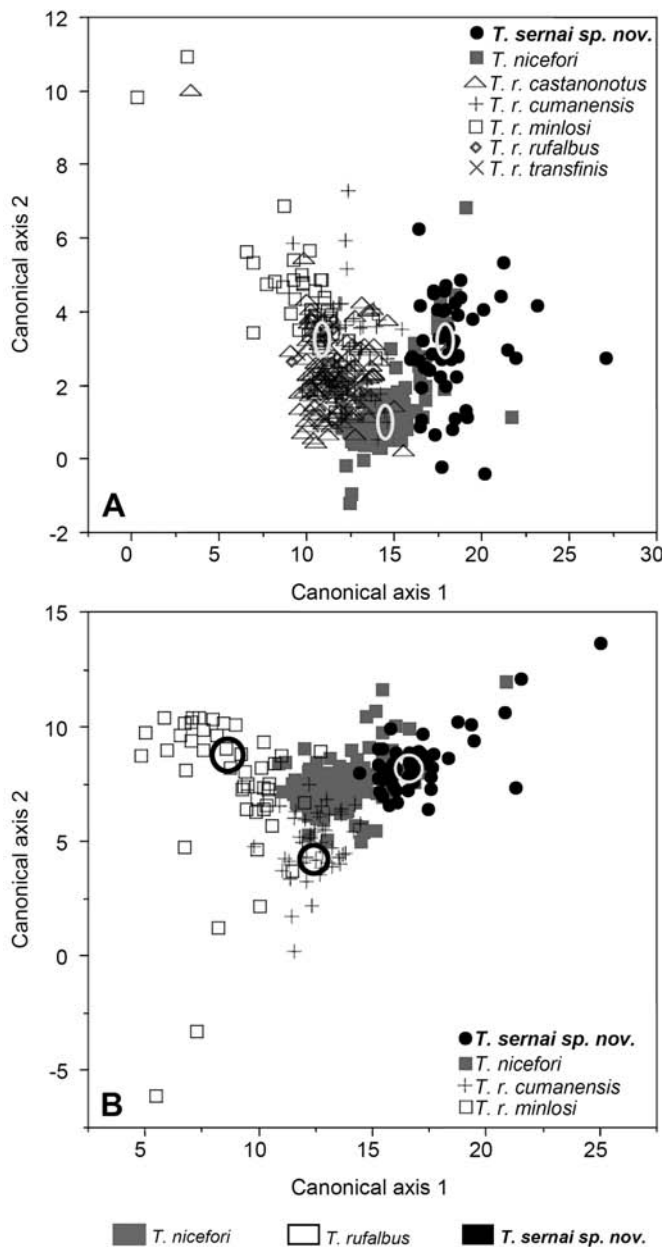 12
10
8
6
4
2
0
-2
Canonical axis 2
T. sernai sp. nov.
T. nicefori
T. r. castanonotus
T. r. cumanensis
T. r. minlosi
T. r. rufalbus
T. r. transfinis
A
0 5 10 15 20 25 30
Canonical axis 1
15
10
5
0
-5
Canonical axis 2
T. sernai sp. nov.
T. nicefori
T. r. cumanensis
T. r. minlosi
B
5 10 15 20 25
Canonical axis 1
T. nicefori T. rufalbus T. sernai sp. nov.